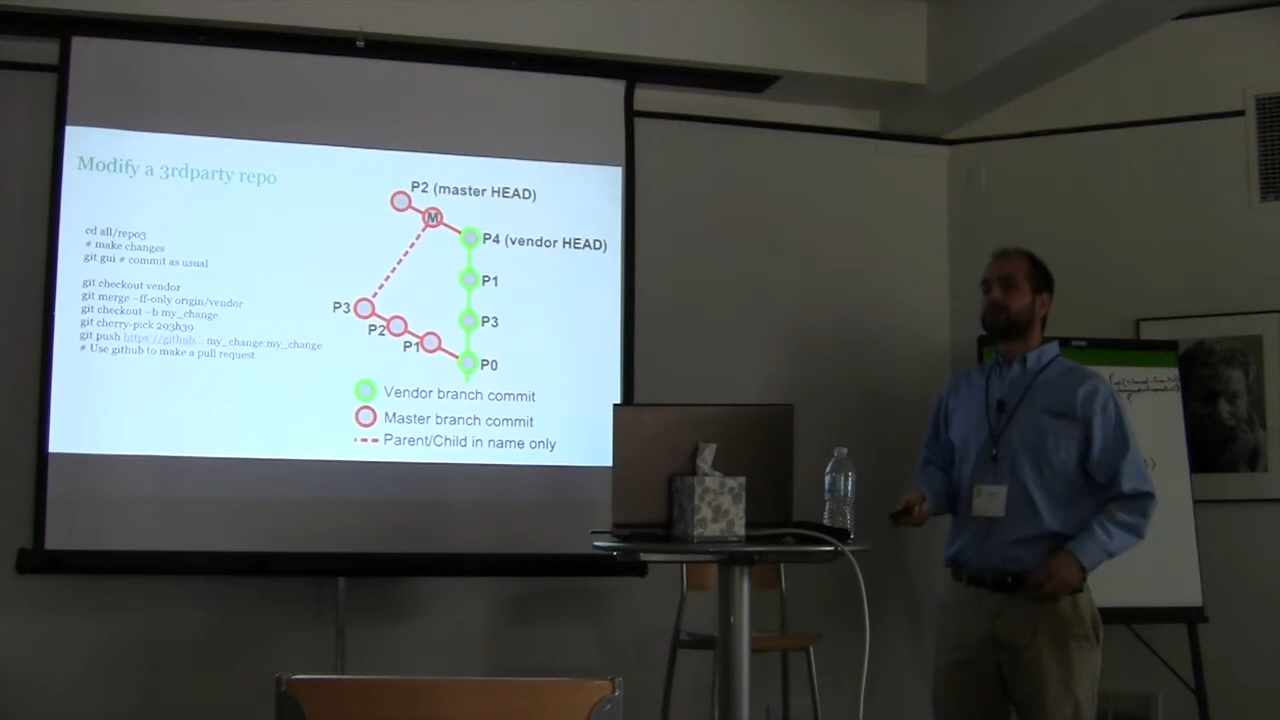 Modify a 3rdparty repo
cd all/repo3
# make changes
git gui # commit as usual
git checkout vendor
git merge –ff-only origin/vendor
git checkout –b my_change
git cherry-pick 293h39
git push https://github... my_change:my_change
# Use github to make a pull request
P2 (master HEAD)
M
P4 (vendor HEAD)
P1
P3
P3
P2
P1
P0
Vendor branch commit
Master branch commit
Parent/Child in name only